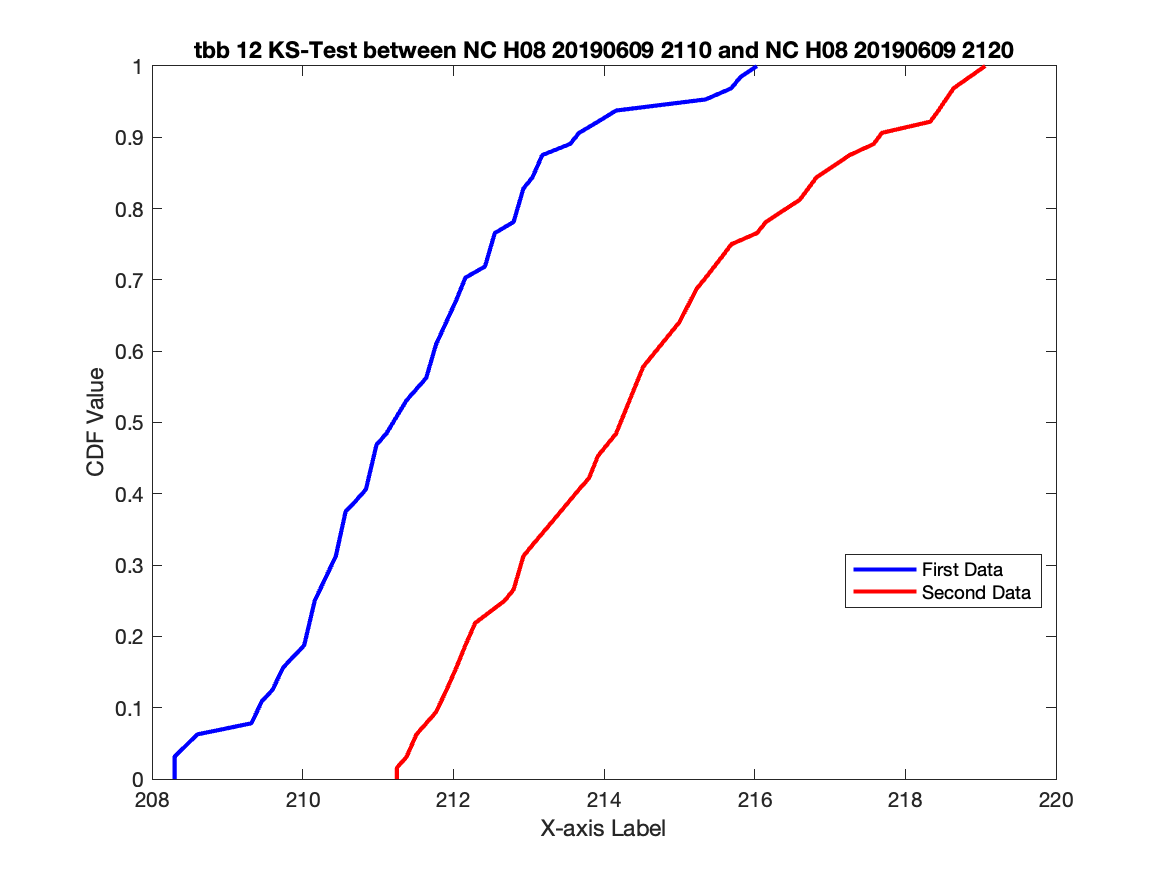 tbb 12 KS-Test between NC H08 20190609 2110 and NC H08 20190609 2120
1
0.9
0.8
0.7
0.6
0.5
0.4
0.3
0.2
0.1
0
CDF Value
First Data
Second Data
208 210 212 214 216 218 220
X-axis Label